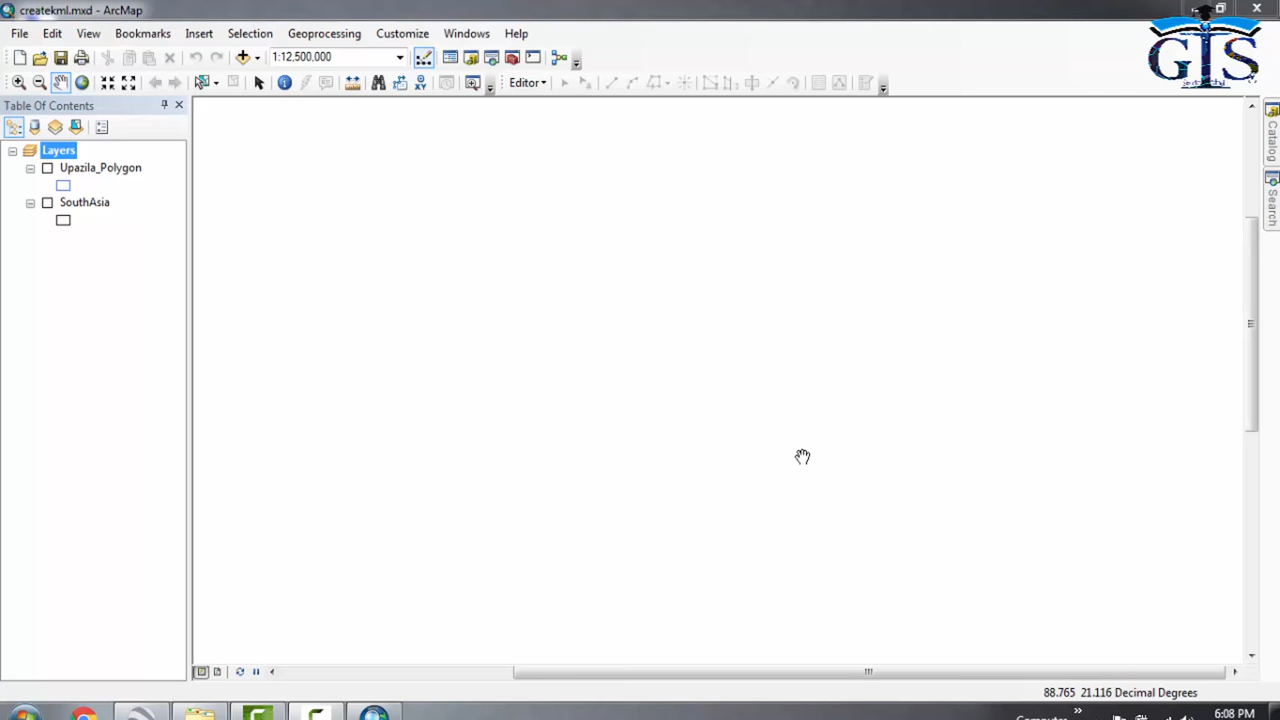 createkml.mxd - ArcMap
File Edit View Bookmarks Insert Selection Geoprocessing Customize Windows Help
1:12,500,000
Editor
GIS
Table Of Contents
Layers
Upazila_Polygon
SouthAsia
Catalog
Search
88.765 21.116 Decimal Degrees
6:08 PM